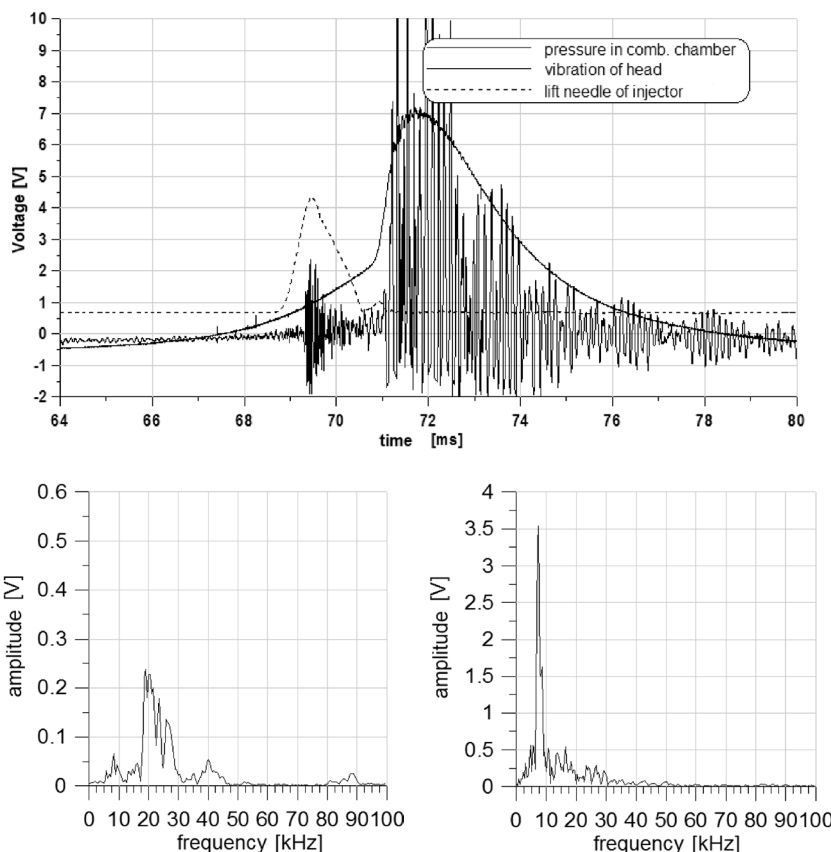 10
9
8
7
6
5
4
3
2
1
0
-1
-2
Voltage [V]
pressure in comb. chamber
vibration of head
lift needle of injector
64 66 68 70 72 74 76 78 80
time [ms]
0.6
0.5
0.4
0.3
0.2
0.1
0
amplitude [V]
0 10 20 30 40 50 60 70 80 90100
frequency [kHz]
4
3.5
3
2.5
2
1.5
1
0.5
0
amplitude [V]
0 10 20 30 40 50 60 70 80 90100
frequency [kHz]